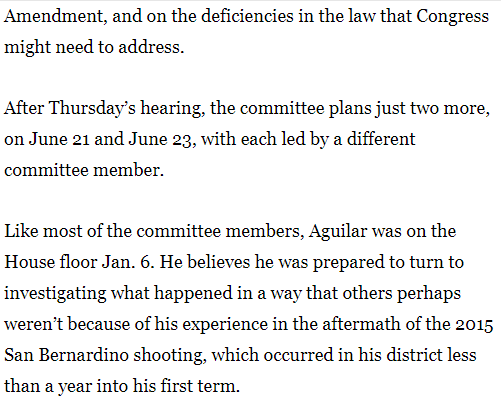 Amendment, and on the deficiencies in the law that Congress
might need to address.
After Thursday’s hearing, the committee plans just two more,
on June 21 and June 23, with each led by a different
committee member.
Like most of the committee members, Aguilar was on the
House floor Jan. 6. He believes he was prepared to turn to
investigating what happened in a way that others perhaps
weren’t because of his experience in the aftermath of the 2015
San Bernardino shooting, which occurred in his district less
than a year into his first term.